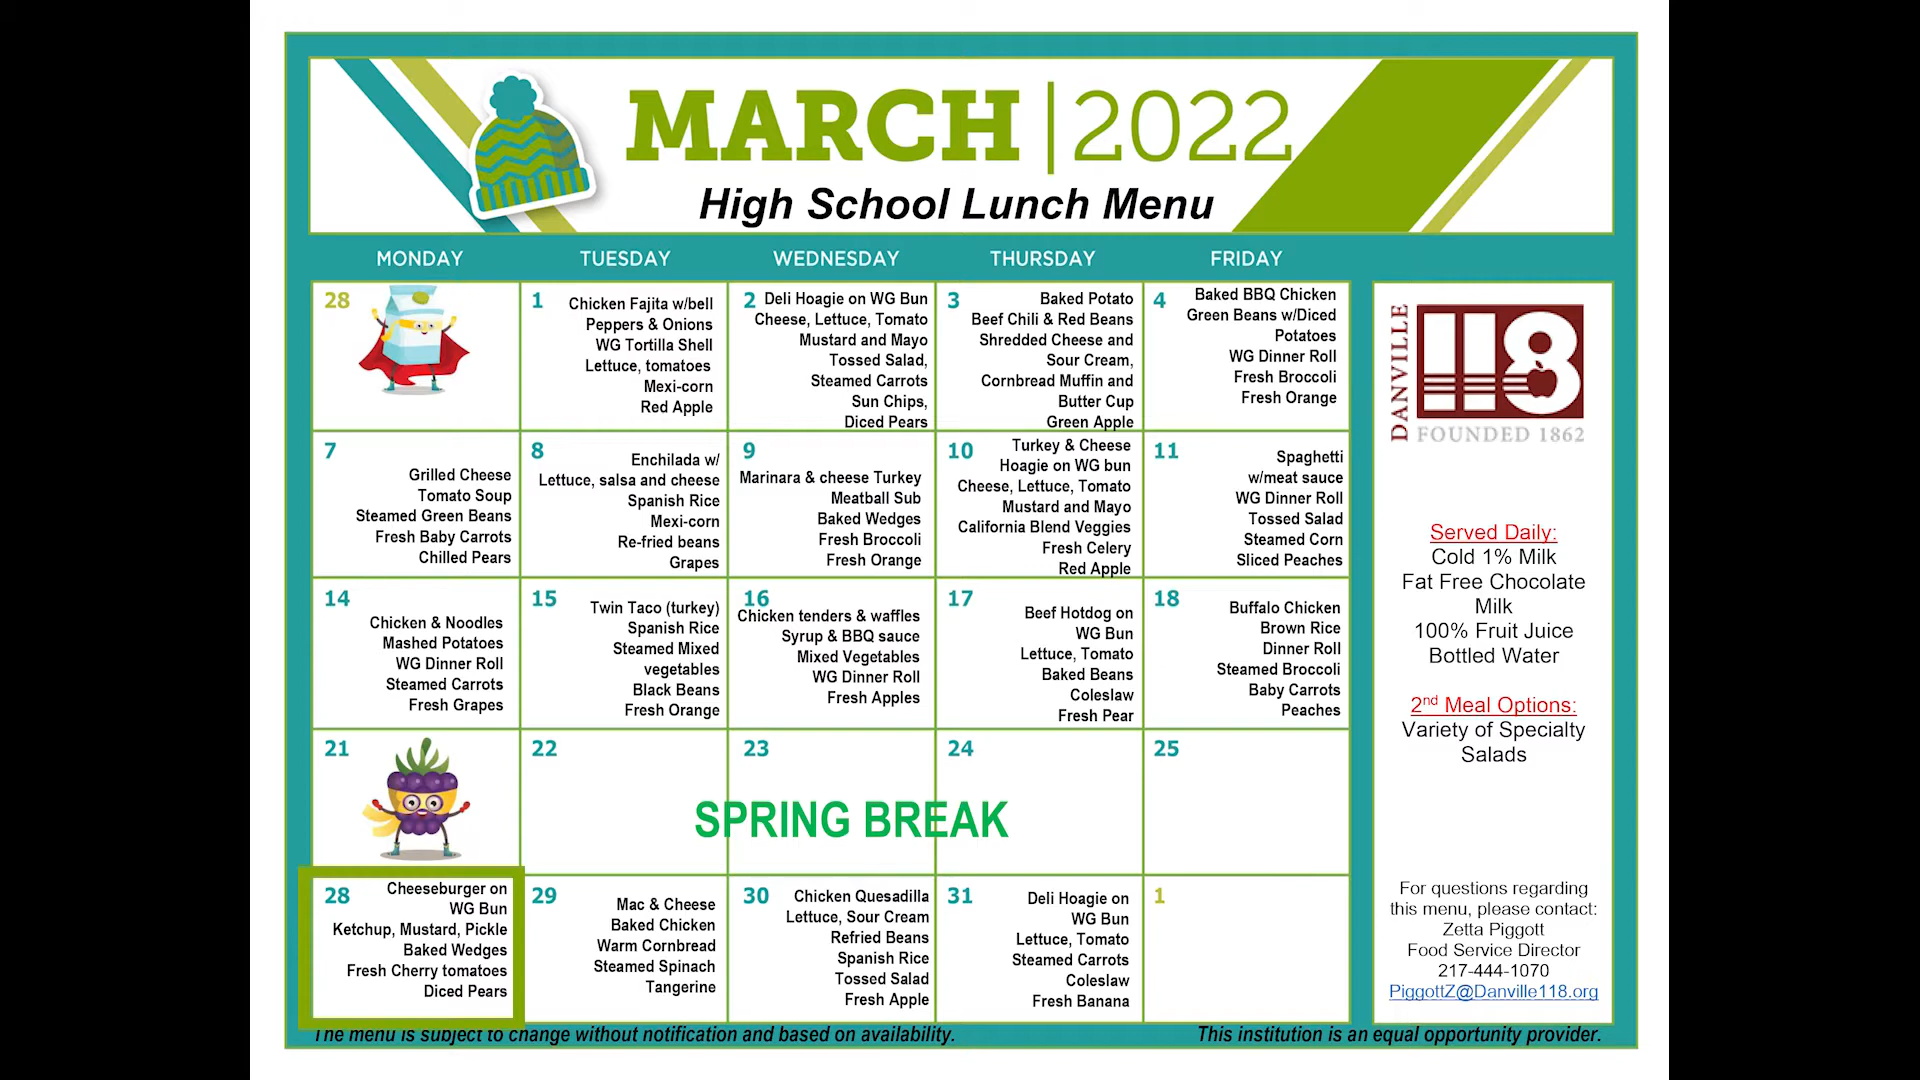 MARCH | 2022
High School Lunch Menu
MONDAY TUESDAY WEDNESDAY THURSDAY FRIDAY
28
1 Chicken Fajita w/bell
Peppers & Onions
WG Tortilla Shell
Lettuce, tomatoes
Mexi-corn
Red Apple
2 Deli Hoagie on WG Bun
Cheese, Lettuce, Tomato
Mustard and Mayo
Tossed Salad,
Steamed Carrots
Sun Chips,
Diced Pears
3 Baked Potato
Beef Chili & Red Beans
Shredded Cheese and
Sour Cream,
Cornbread Muffin and
Butter Cup
Green Apple
4 Baked BBQ Chicken
Green Beans w/Diced
Potatoes
WG Dinner Roll
Fresh Broccoli
Fresh Orange
7
Grilled Cheese
Tomato Soup
Steamed Green Beans
Fresh Baby Carrots
Chilled Pears
8 Enchilada w/
Lettuce, salsa and cheese
Spanish Rice
Mexi-corn
Re-fried beans
Grapes
9
Marinara & cheese Turkey
Meatball Sub
Baked Wedges
Fresh Broccoli
Fresh Orange
10 Turkey & Cheese
Hoagie on WG bun
Cheese, Lettuce, Tomato
Mustard and Mayo
California Blend Veggies
Fresh Celery
Red Apple
11 Spaghetti
w/meat sauce
WG Dinner Roll
Tossed Salad
Steamed Corn
Sliced Peaches
14
Chicken & Noodles
Mashed Potatoes
WG Dinner Roll
Steamed Carrots
Fresh Grapes
15 Twin Taco (turkey)
Spanish Rice
Steamed Mixed
vegetables
Black Beans
Fresh Orange
16
Chicken tenders & waffles
Syrup & BBQ sauce
Mixed Vegetables
WG Dinner Roll
Fresh Apples
17 Beef Hotdog on
WG Bun
Lettuce, Tomato
Baked Beans
Coleslaw
Fresh Pear
18 Buffalo Chicken
Brown Rice
Dinner Roll
Steamed Broccoli
Baby Carrots
Peaches
21 22 23 24 25
SPRING BREAK
28 Cheeseburger on
WG Bun
Ketchup, Mustard, Pickle
Baked Wedges
Fresh Cherry tomatoes
Diced Pears
29 Mac & Cheese
Baked Chicken
Warm Cornbread
Steamed Spinach
Tangerine
30 Chicken Quesadilla
Lettuce, Sour Cream
Refried Beans
Spanish Rice
Tossed Salad
Fresh Apple
31 Deli Hoagie on
WG Bun
Lettuce, Tomato
Steamed Carrots
Coleslaw
Fresh Banana
1
DANVILLE
118
FOUNDED 1862
Served Daily:
Cold 1% Milk
Fat Free Chocolate
Milk
100% Fruit Juice
Bottled Water
2nd Meal Options:
Variety of Specialty
Salads
For questions regarding
this menu, please contact:
Zetta Piggott
Food Service Director
217-444-1070
PiggottZ@Danville118.org
The menu is subject to change without notification and based on availability.
This institution is an equal opportunity provider.